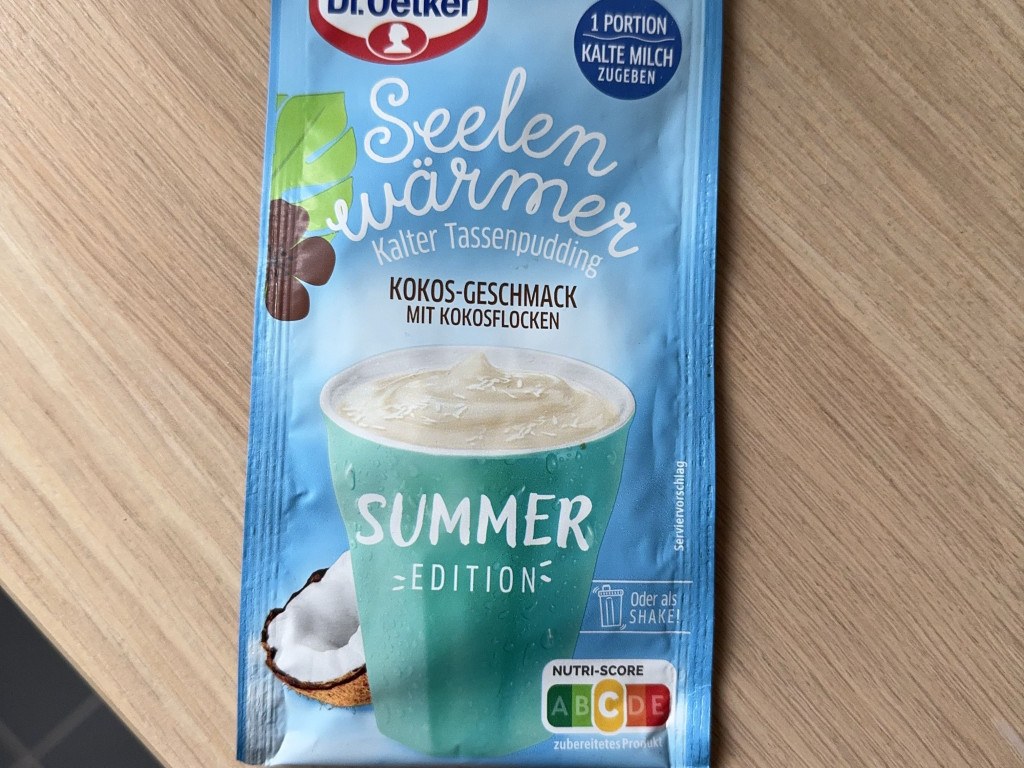 Dr. Oetker
1 PORTION
KALTE MILCH
ZUGEBEN
Seelen
wärmer
Kalter Tassenpudding
KOKOS-GESCHMACK
MIT KOKOSFLOCKEN
SUMMER
EDITION
Serviervorschlag
Oder als
SHAKE!
NUTRI-SCORE
A B C D E
zubereitetes Produkt